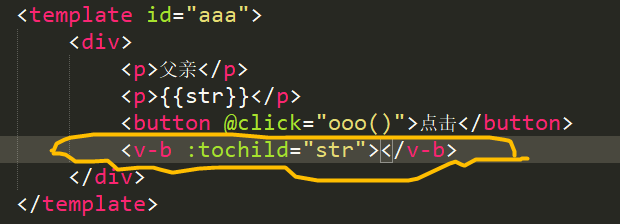 <template id="aaa">
<div>
<p>父亲</p>
<p>{{str}}</p>
<button @click="ooo()">点击</button>
<v-b :tochild="str"></v-b>
</div>
</template>